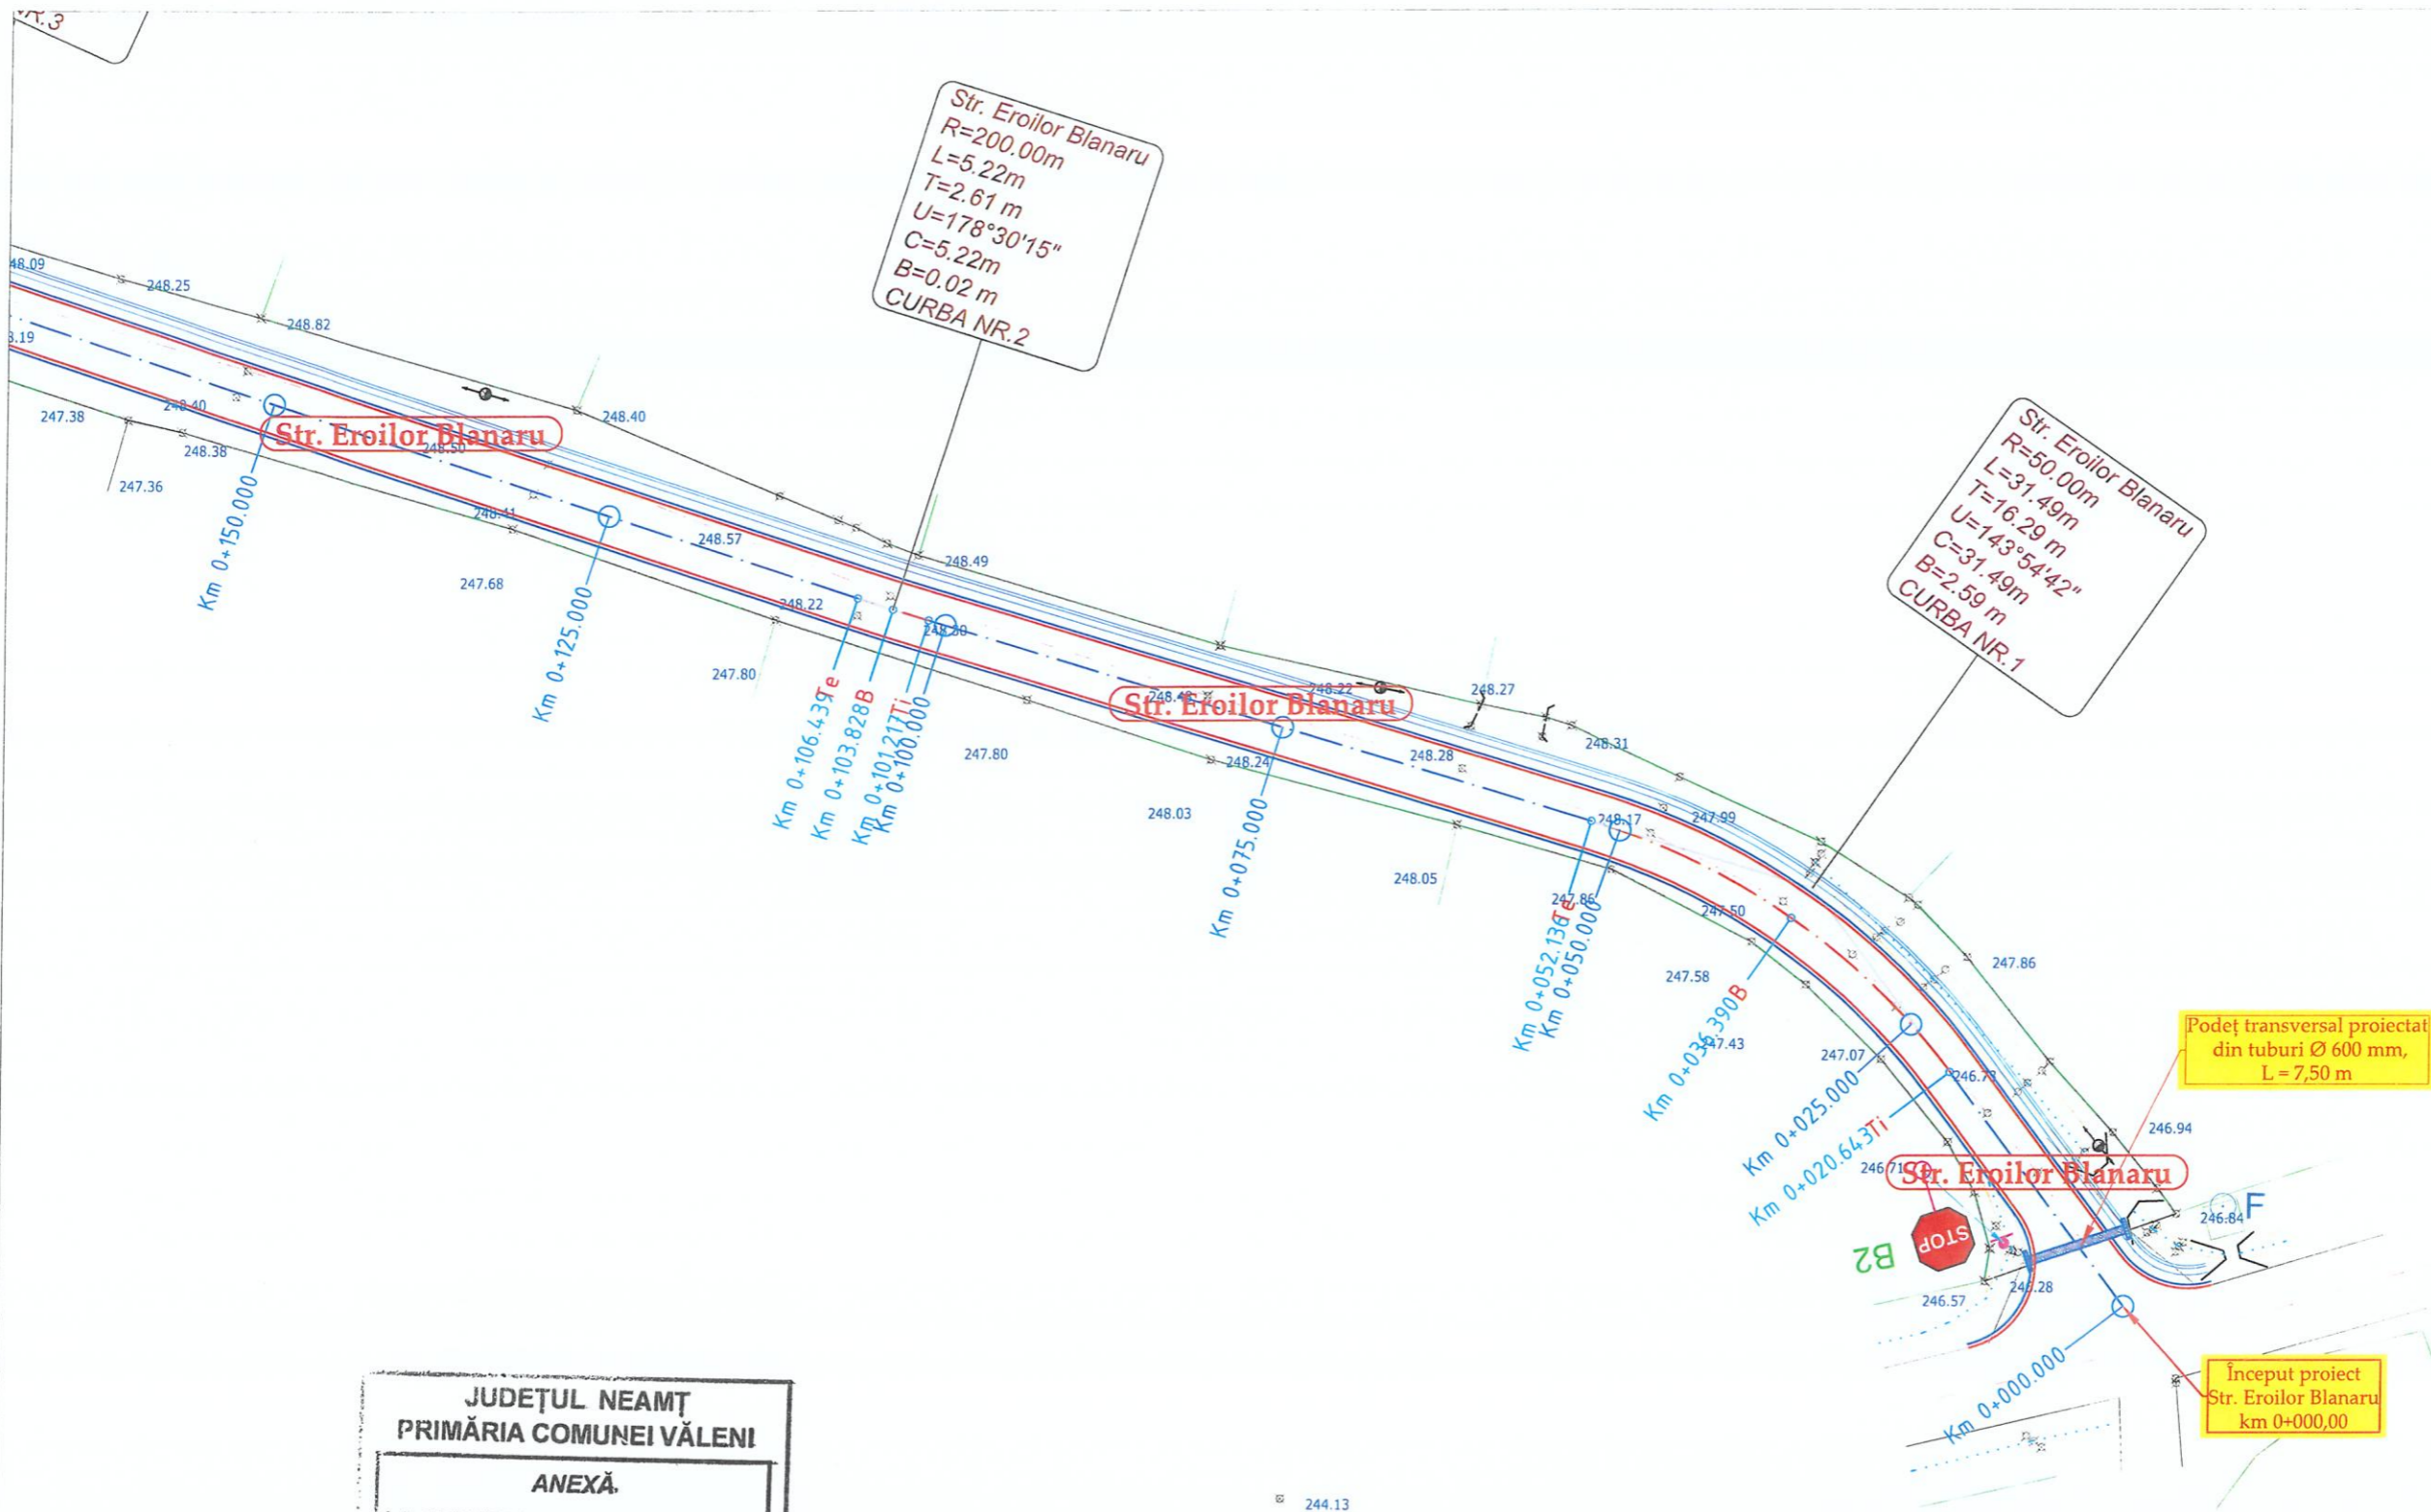 Str. Eroilor Blanaru
R=200.00m
L=5.22m
T=2.61 m
U=178°30'15"
C=5.22m
B=0.02 m
CURBA NR.2
Str. Eroilor Blanaru
R=50.00m
L=31.49m
T=16.29 m
U=143°54'42"
C=31.49m
B=2.59 m
CURBA NR.1
48.09
248.25
248.82
3.19
247.38
248.40
248.38
247.36
Str. Eroilor Blanaru
248.50
248.40
248.41
247.68
248.57
248.22
248.49
248.50
247.80
247.80
Km 0+150.000
Km 0+125.000
Km 0+106.439Te
Km 0+103.828B
Km 0+101.217Ti
Km 0+100.000
Str. Eroilor Blanaru
248.22
248.27
248.31
248.28
248.24
248.03
248.05
Km 0+075.000
248.17
247.99
247.86
247.50
247.58
247.43
247.07
247.86
Km 0+052.136Te
Km 0+050.000
Km 0+036.390B
Km 0+025.000
Km 0+020.643Ti
246.94
246.71
Str. Eroilor Blanaru
Podeț transversal proiectat
din tuburi Ø 600 mm,
L = 7,50 m
B2
STOP
246.84
F
246.57
Km 0+000.000
Început proiect
Str. Eroilor Blanaru
km 0+000,00
JUDEȚUL NEAMȚ
PRIMĂRIA COMUNEI VĂLENI
ANEXĂ
244.13